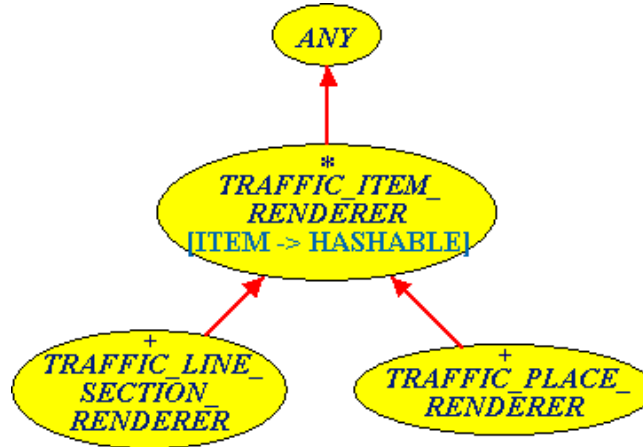 ANY
*
TRAFFIC_ITEM_
RENDERER
[ITEM -> HASHABLE]
+
TRAFFIC_LINE_
SECTION_
RENDERER
+
TRAFFIC_PLACE_
RENDERER